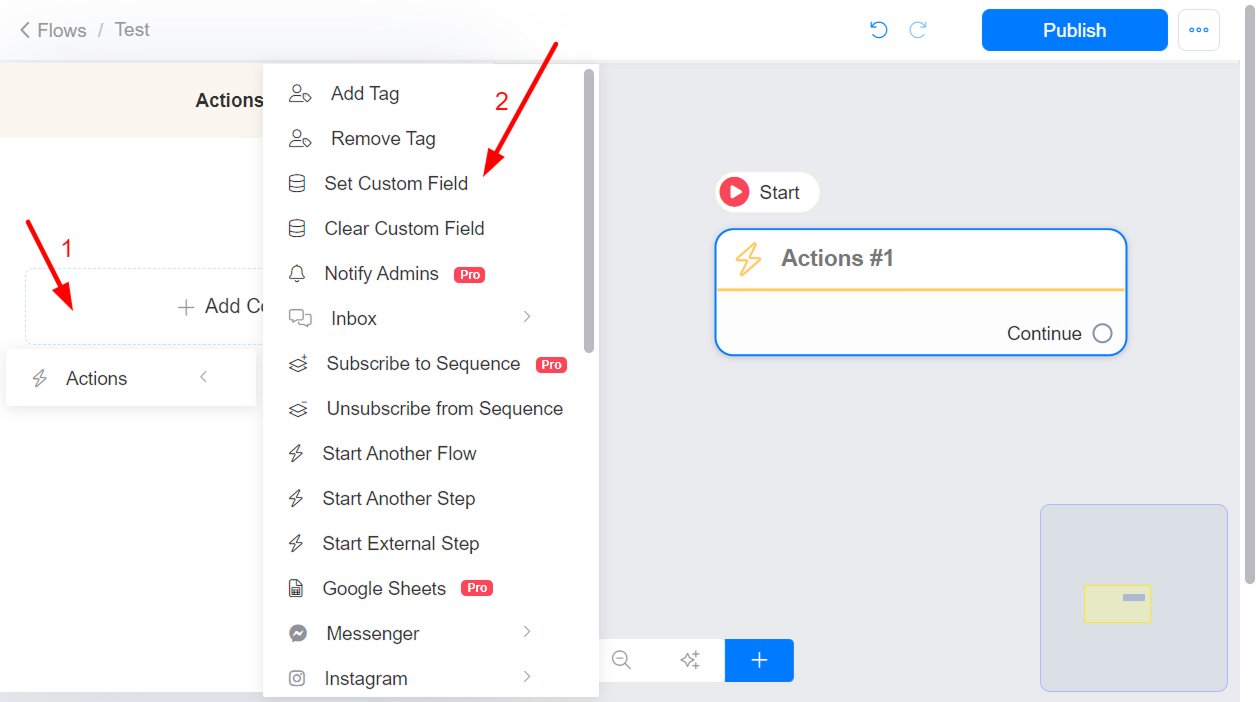 Flows / Test
Publish
Actions
1
Add Co
Actions
2
Add Tag
Remove Tag
Set Custom Field
Clear Custom Field
Notify Admins Pro
Inbox
Subscribe to Sequence Pro
Unsubscribe from Sequence
Start Another Flow
Start Another Step
Start External Step
Google Sheets Pro
Messenger
Instagram
Start
Actions #1
Continue